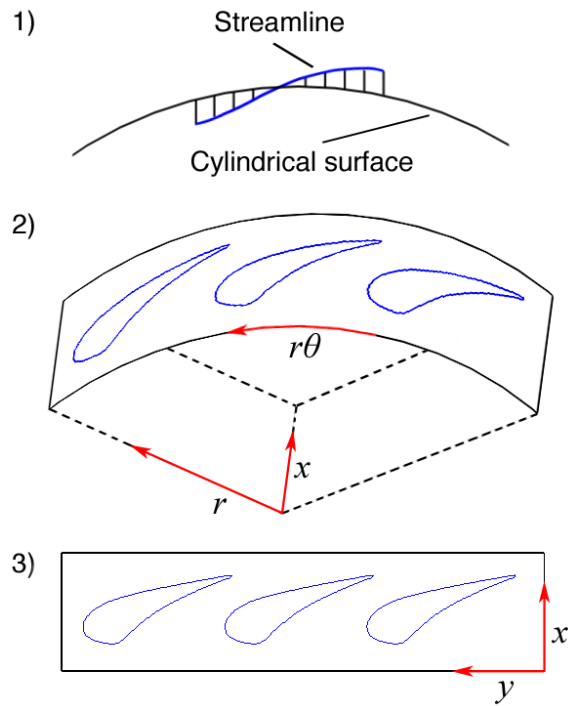 1)
Streamline
Cylindrical surface
2)
rθ
x
r
3)
x
y